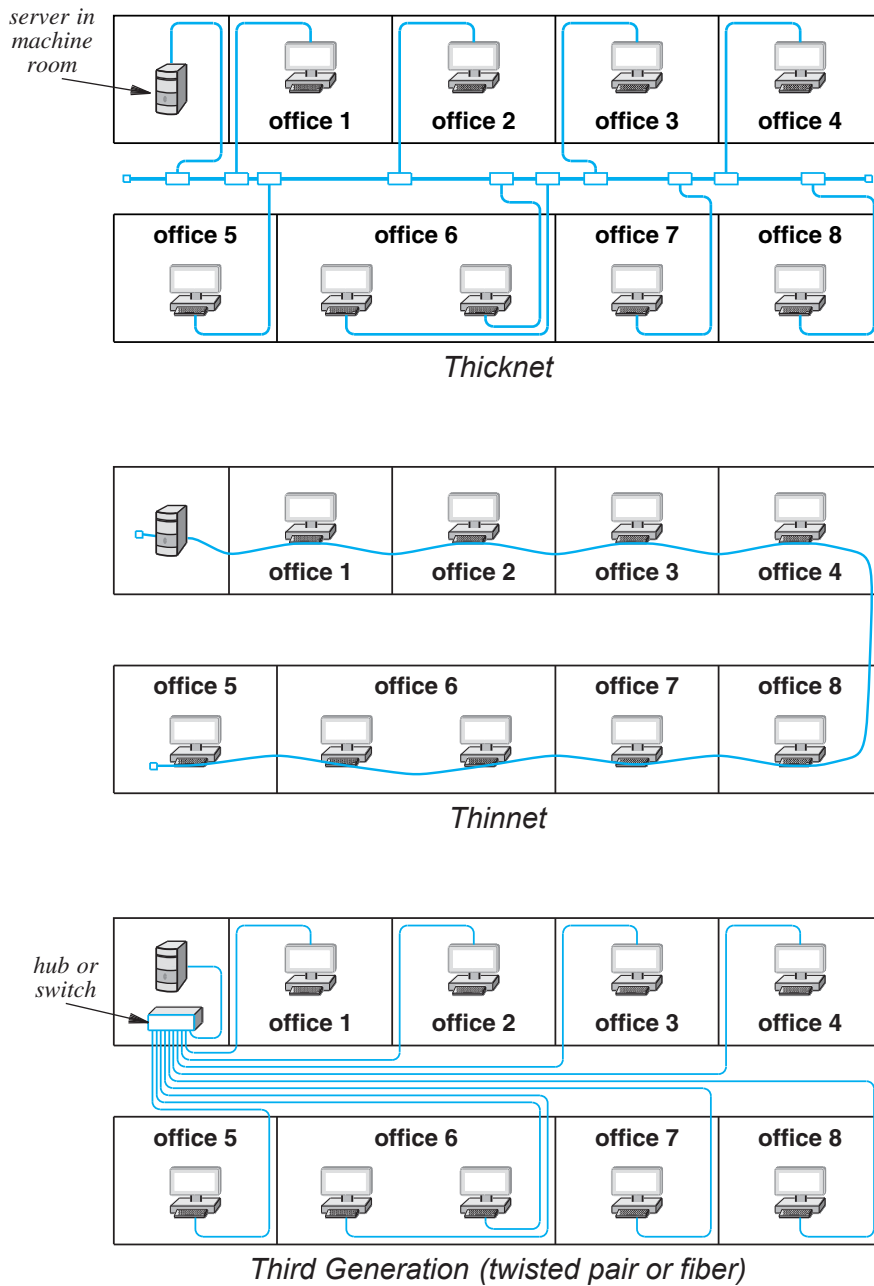 server in
machine
room
office 1
office 2
office 3
office 4
office 5
office 6
office 7
office 8
Thicknet
office 1
office 2
office 3
office 4
office 5
office 6
office 7
office 8
Thinnet
hub or
switch
office 1
office 2
office 3
office 4
office 5
office 6
office 7
office 8
Third Generation (twisted pair or fiber)